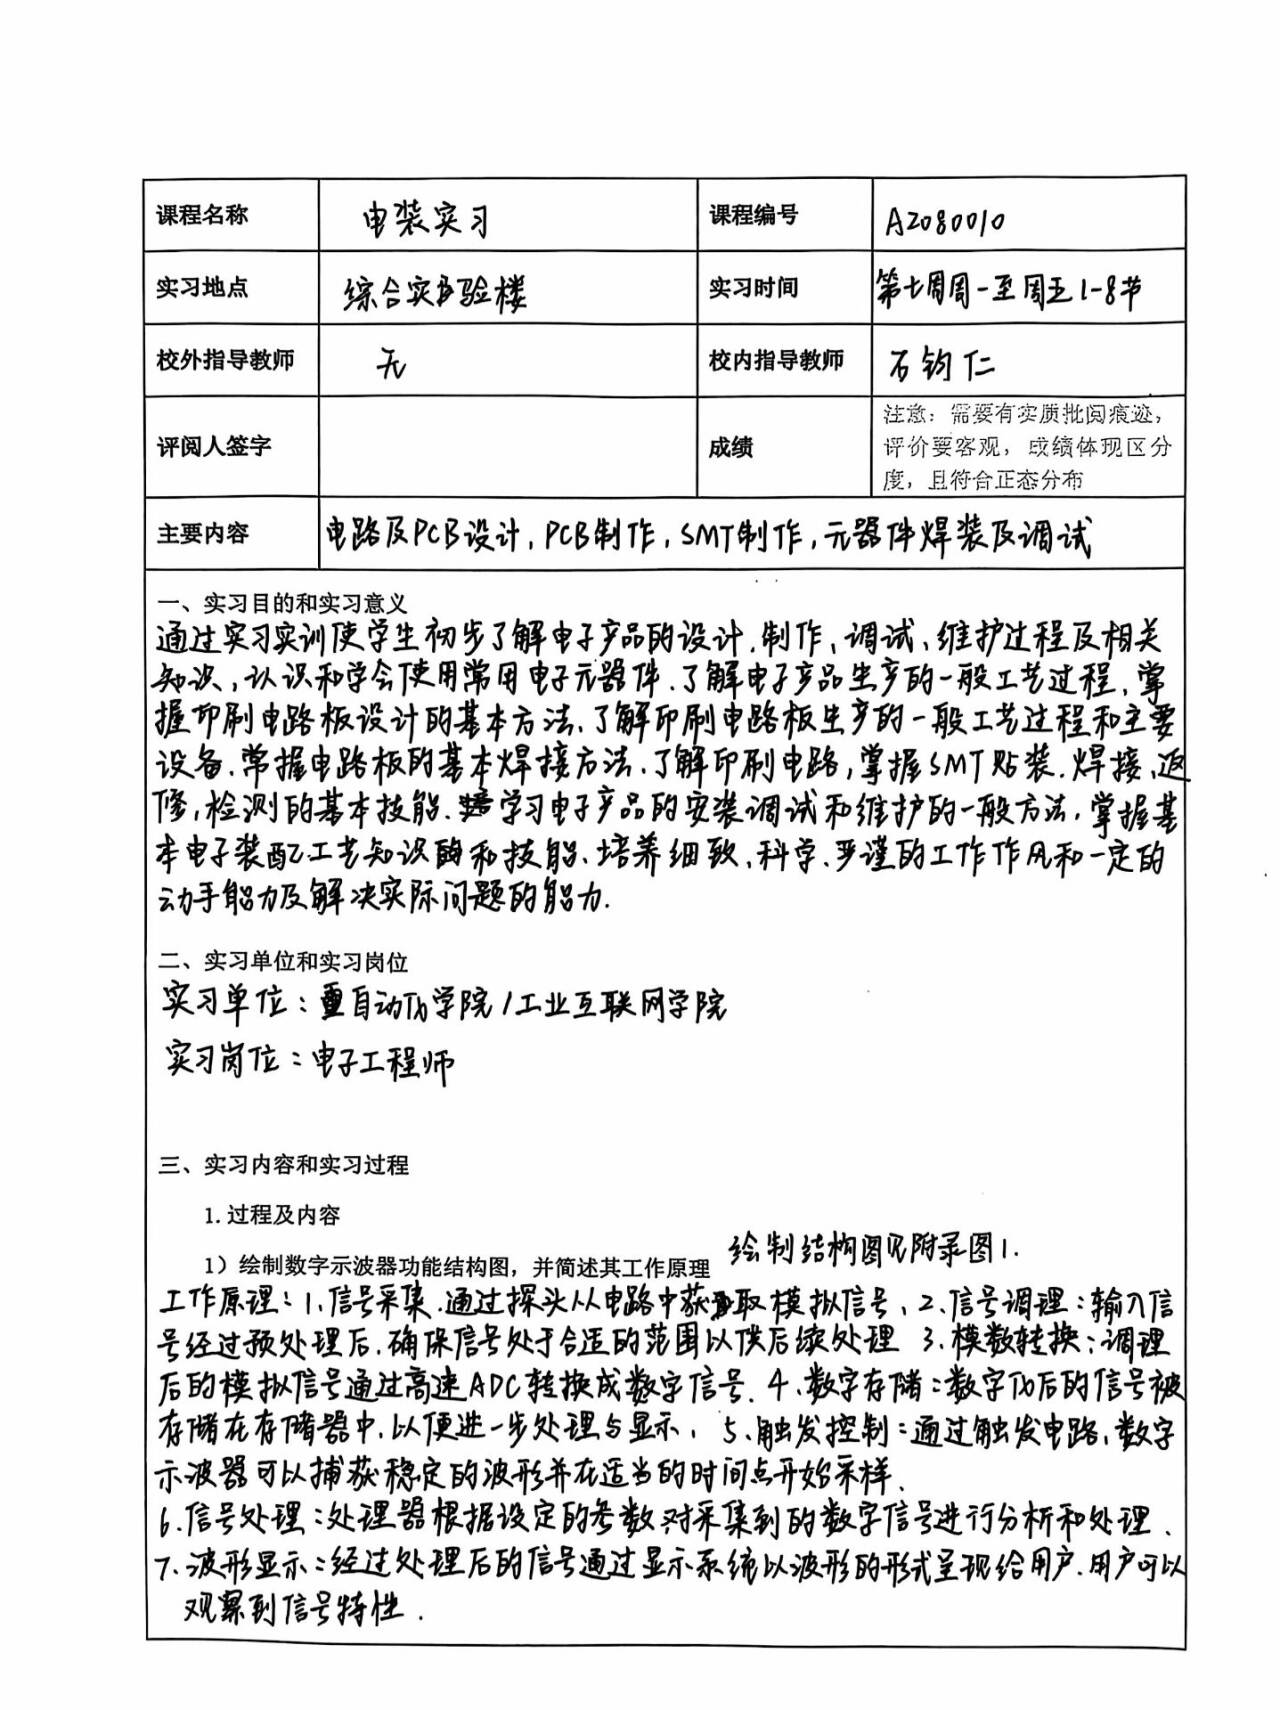 课程名称 电装实习 课程编号 A2080010
实习地点 综合实验楼 实习时间 第七周周一至周五1-8节
校外指导教师 无 校内指导教师 石钧仁
注意：需要有实质批阅痕迹，
评阅人签字 成绩 评价要客观，成绩体现区分
度，且符合正态分布
主要内容 电路及PCB设计,PCB制作,SMT制作,元器件焊装及调试
一、实习目的和实习意义
通过实习实训使学生初步了解电子产品的设计、制作、调试、维护过程及相关
知识,认识和学会使用常用电子元器件.了解电子产品生产的一般工艺过程,掌
握印刷电路板设计的基本方法.了解印刷电路板生产的一般工艺过程和主要
设备.常握电路板的基本焊接方法.了解印刷电路,掌握SMT贴装.焊接、返
修,检测的基本技能.学习电子产品的安装调试和维护的一般方法,掌握基
本电子装配工艺知识和技能.培养细致、科学、严谨的工作作风和一定的
动手能力及解决实际问题的能力.
二、实习单位和实习岗位
实习单位：自动化学院/工业互联网学院
实习岗位：电子工程师
三、实习内容和实习过程
1.过程及内容
1）绘制数字示波器功能结构图，并简述其工作原理 绘制结构图见附录图1.
工作原理：1.信号采集.通过探头从电路中获取模拟信号、2.信号调理：输入信
号经过预处理后.确保信号处于合适的范围以供后续处理 3.模数转换：调理
后的模拟信号通过高速ADC转换成数字信号.4.数字存储：数字化后的信号被
存储在存储器中,以便进一步处理与显示, 5.触发控制：通过触发电路,数字
示波器可以捕获稳定的波形并在适当的时间点开始采样.
6.信号处理：处理器根据设定的参数对采集到的数字信号进行分析和处理.
7.波形显示：经过处理后的信号通过显示系统以波形的形式呈现给用户.用户可以
观察到信号特性.